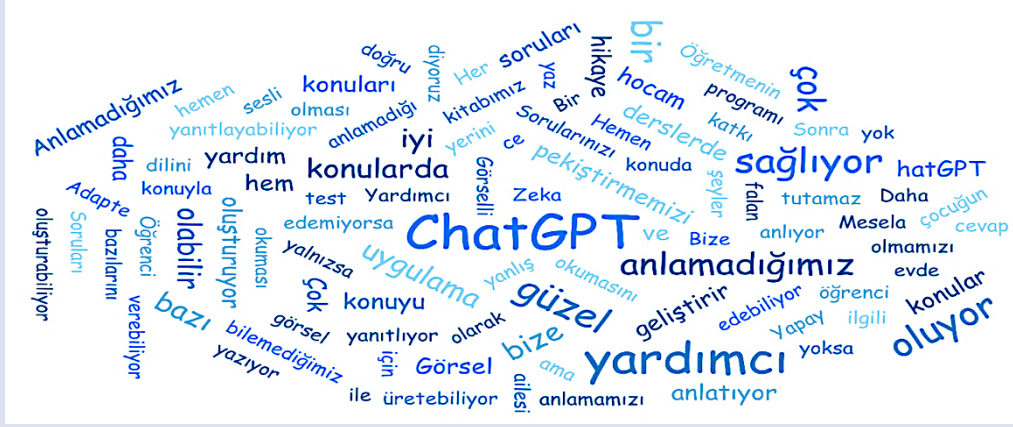 doğru
diyoruz
Her
soruları
hikaye
bir
Öğretmenin
çok
Anlamadığımız
hemen
sesli
konuları
olması
anlamadığı
kitabımız
yaz
Bir
hocam
programı
yanıtlayabiliyor
iyi
yerini
ce
Sorularınızı
Hemen
derslerde
katkı
Sonra
yok
daha
dilini
yardım
konularda
Görselli
pekiştirmemizi
konuda
şeyler
sağlıyor
hatGPT
Adapte
konuyla
hem
test
Yardımcı
Zeka
falan
tutamaz
Daha
çocuğun
oluşturabiliyor
Soruları
bazılarını
Öğrenci
olabilir
oluşturuyor
okuması
edemiyorsa
ChatGPT
ve
Bize
anlıyor
Mesela
cevap
yalnızsa
uygulama
yanlış
okumasını
anlamadığımız
olmamızı
evde
verebiliyor
bazı
bilemediğimiz
görsel
Çok
konuyu
güzel
geliştirir
edebiliyor
öğrenci
konular
yazıyor
yanıtlıyor
olarak
bize
Yapay
ilgili
oluyor
için
Görsel
ama
yardımcı
yoksa
ile
üretebiliyor
ailesi
anlamamızı
anlatıyor